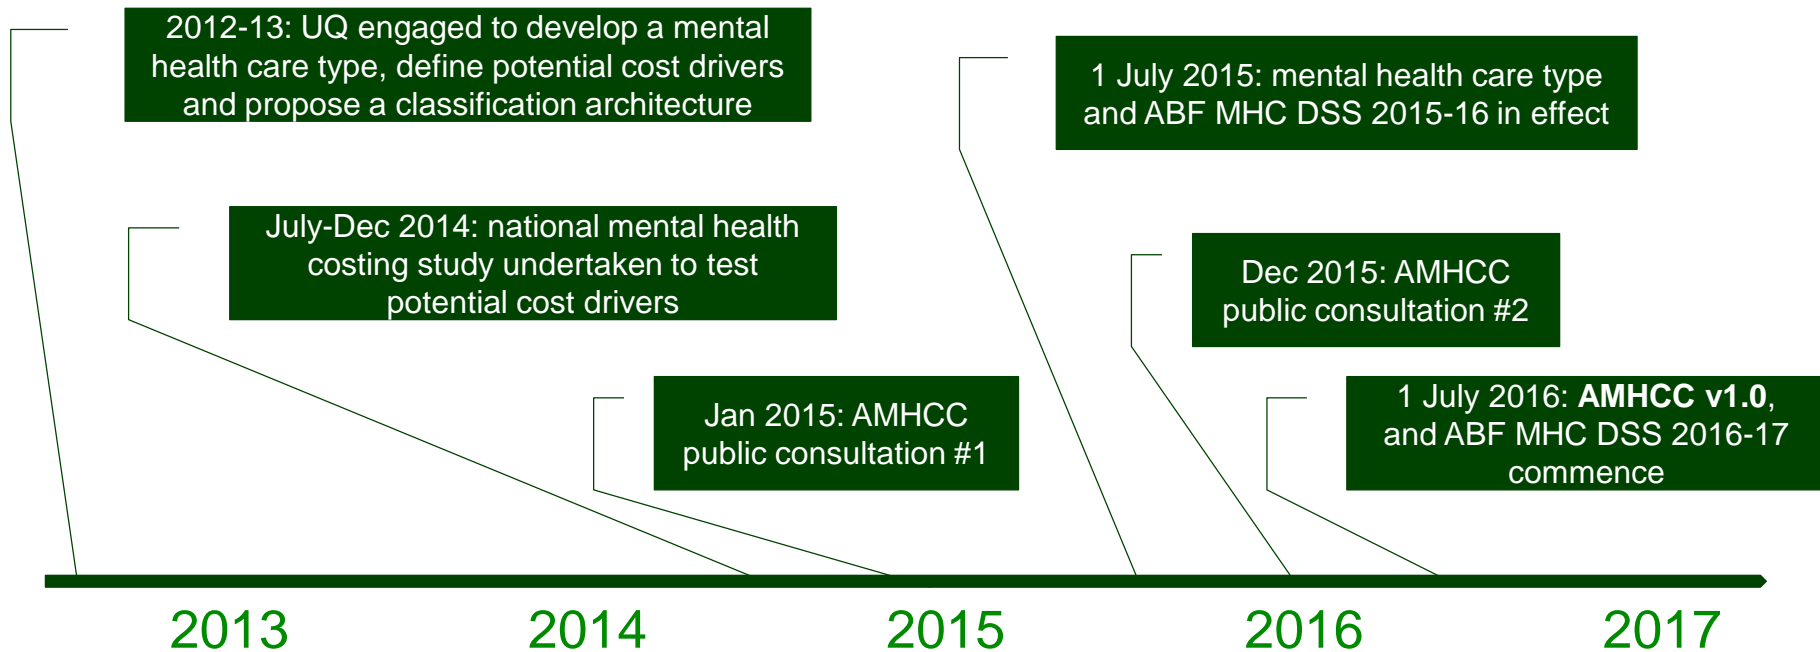 2012-13: UQ engaged to develop a mental
health care type, define potential cost drivers
and propose a classification architecture
1 July 2015: mental health care type
and ABF MHC DSS 2015-16 in effect
July-Dec 2014: national mental health
costing study undertaken to test
potential cost drivers
Dec 2015: AMHCC
public consultation #2
Jan 2015: AMHCC
public consultation #1
1 July 2016: AMHCC v1.0,
and ABF MHC DSS 2016-17
commence
2013
2014
2015
2016
2017